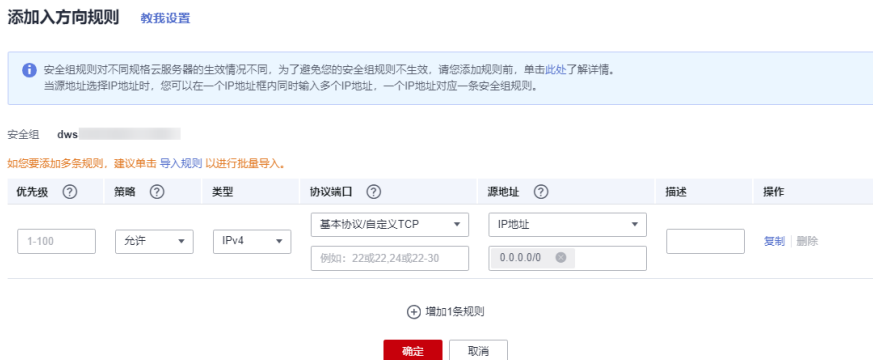 添加入方向规则 教我设置
安全组规则对不同规格云服务器的生效情况不同，为了避免您的安全组规则不生效，请您添加规则前，单击此处了解详情。
当源地址选择IP地址时，您可以在一个IP地址框内同时输入多个IP地址，一个IP地址对应一条安全组规则。
安全组 dws
如您要添加多条规则，建议单击 导入规则 以进行批量导入。
优先级 策略 类型 协议端口 源地址 描述 操作
1-100 允许 IPv4 基本协议/自定义TCP IP地址 复制 删除
例如：22或22,24或22-30 0.0.0.0/0
增加1条规则
确定 取消